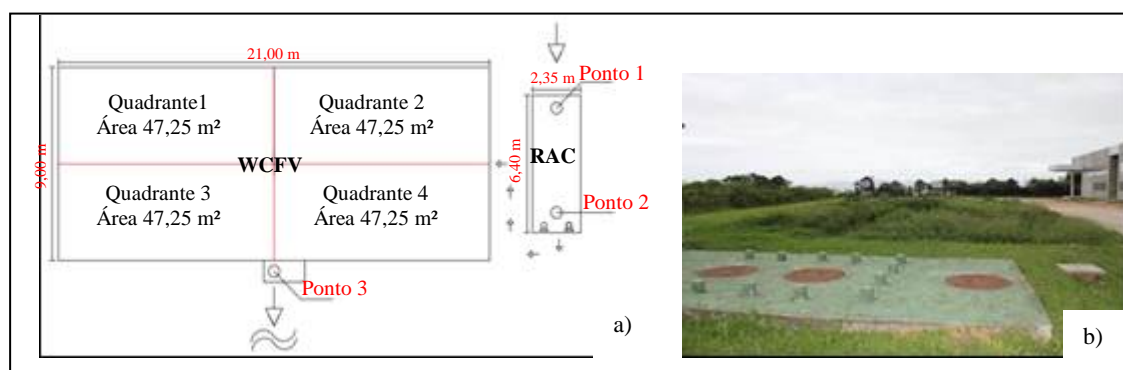 21,00 m
2,35 m
Ponto 1
Quadrante1
Área 47,25 m²
Quadrante 2
Área 47,25 m²
9,00 m
WCFV
RAC
6,40 m
Quadrante 3
Área 47,25 m²
Quadrante 4
Área 47,25 m²
Ponto 2
Ponto 3
a)
b)